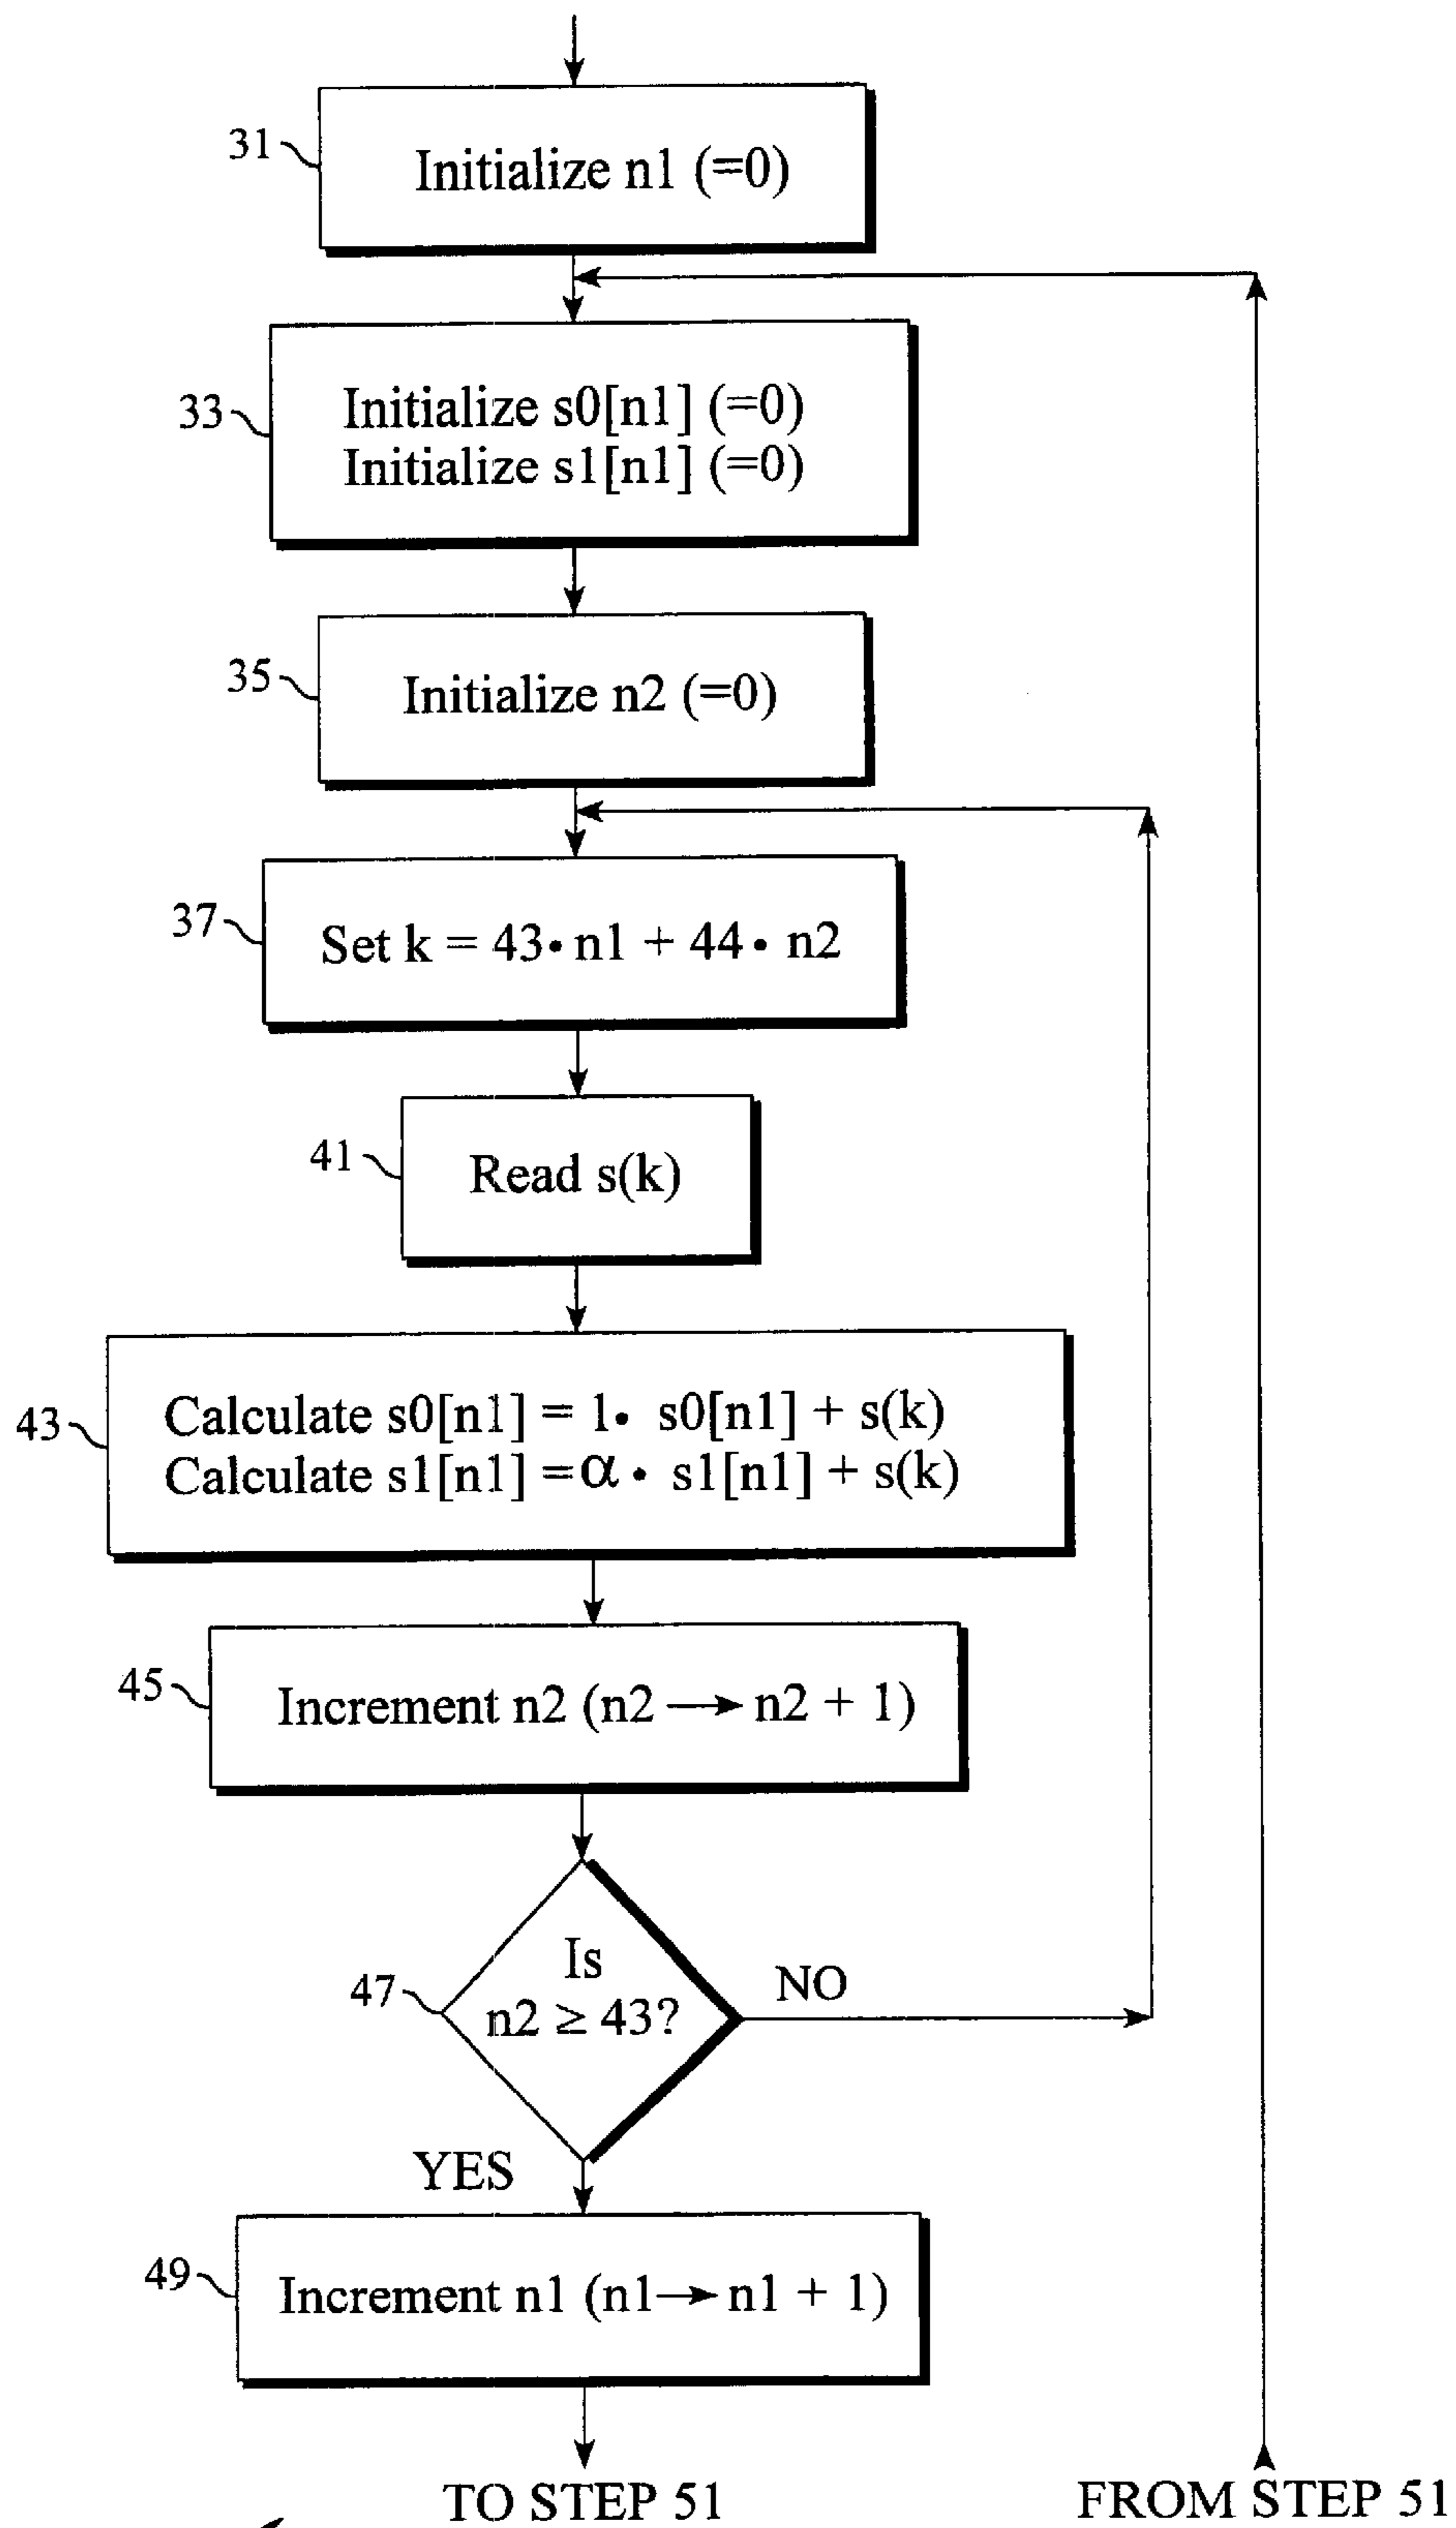 31
Initialize n1 (=0)
33
Initialize s0[n1] (=0)
Initialize s1[n1] (=0)
35
Initialize n2 (=0)
37
Set k = 43• n1 + 44• n2
41
Read s(k)
43
Calculate s0[n1] = 1• s0[n1] + s(k)
Calculate s1[n1] = α • s1[n1] + s(k)
45
Increment n2 (n2 → n2 + 1)
47
Is
n2 ≥ 43?
NO
YES
49
Increment n1 (n1 → n1 + 1)
TO STEP 51
FROM STEP 51